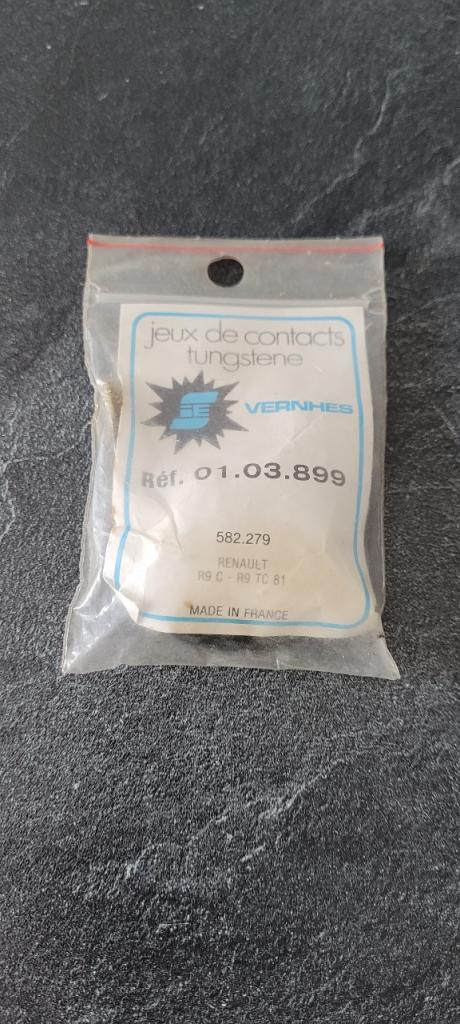 jeux de contacts
tungstene
SIE VERNHES
Réf. 01.03.899
582.279
RENAULT
R9 C - R9 TC 81
MADE IN FRANCE